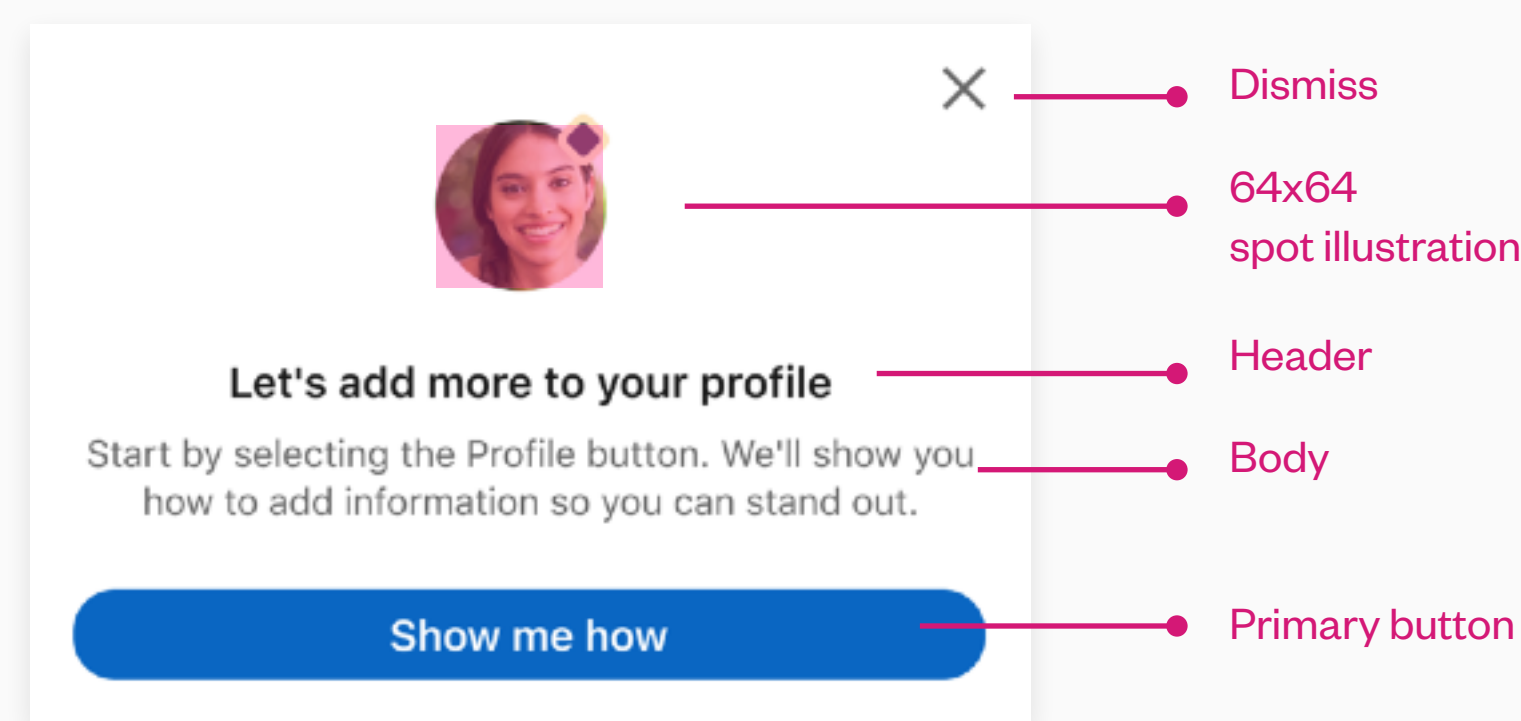 Dismiss
64x64
spot illustration
Let's add more to your profile
Header
Start by selecting the Profile button. We'll show you
how to add information so you can stand out.
Body
Show me how
Primary button